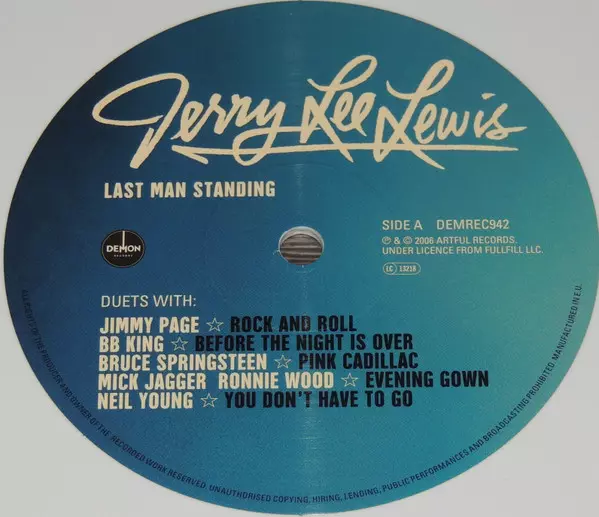 Jerry Lee Lewis
LAST MAN STANDING
DEMON
RECORDS
SIDE A DEMREC942
℗ & © 2006 ARTFUL RECORDS.
UNDER LICENCE FROM FULLFILL LLC.
LC 13218
DUETS WITH:
JIMMY PAGE ☆ ROCK AND ROLL
BB KING ☆ BEFORE THE NIGHT IS OVER
BRUCE SPRINGSTEEN ☆ PINK CADILLAC
MICK JAGGER RONNIE WOOD ☆ EVENING GOWN
NEIL YOUNG ☆ YOU DON'T HAVE TO GO
ALL RIGHTS OF THE PRODUCER AND OWNER OF THE RECORDED WORK RESERVED. UNAUTHORISED COPYING, HIRING, LENDING, PUBLIC PERFORMANCES AND BROADCASTING PROHIBITED. MANUFACTURED IN E.U.